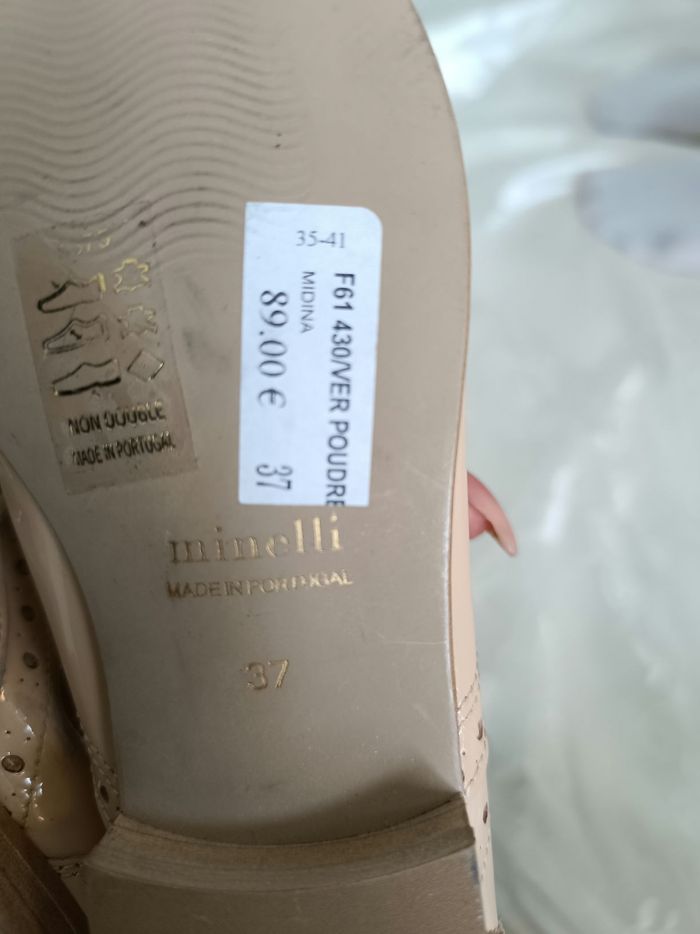 35-41
F61 430/VER POUDRE
MIDINA
89.00 €
37
NON DOUBLE
MADE IN PORTUGAL
minelli
MADE IN PORTUGAL
37